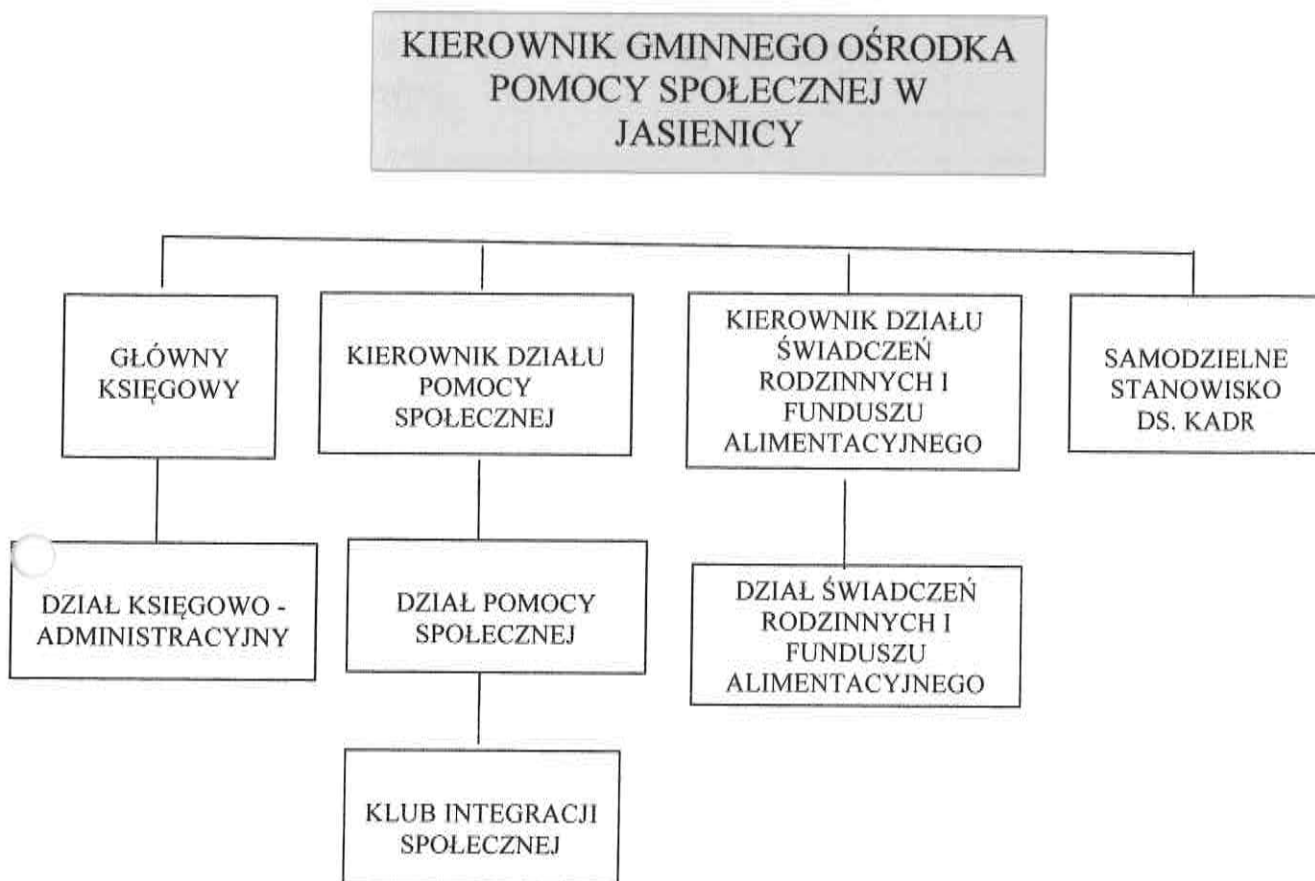 KIEROWNIK GMINNEGO OŚRODKA
POMOCY SPOŁECZNEJ W
JASIENICY
GŁÓWNY
KSIĘGOWY
KIEROWNIK DZIAŁU
POMOCY
SPOŁECZNEJ
KIEROWNIK DZIAŁU
ŚWIADCZEŃ
RODZINNYCH I
FUNDUSZU
ALIMENTACYJNEGO
SAMODZIELNE
STANOWISKO
DS. KADR
DZIAŁ KSIĘGOWO -
ADMINISTRACYJNY
DZIAŁ POMOCY
SPOŁECZNEJ
DZIAŁ ŚWIADCZEŃ
RODZINNYCH I
FUNDUSZU
ALIMENTACYJNEGO
KLUB INTEGRACJI
SPOŁECZNEJ